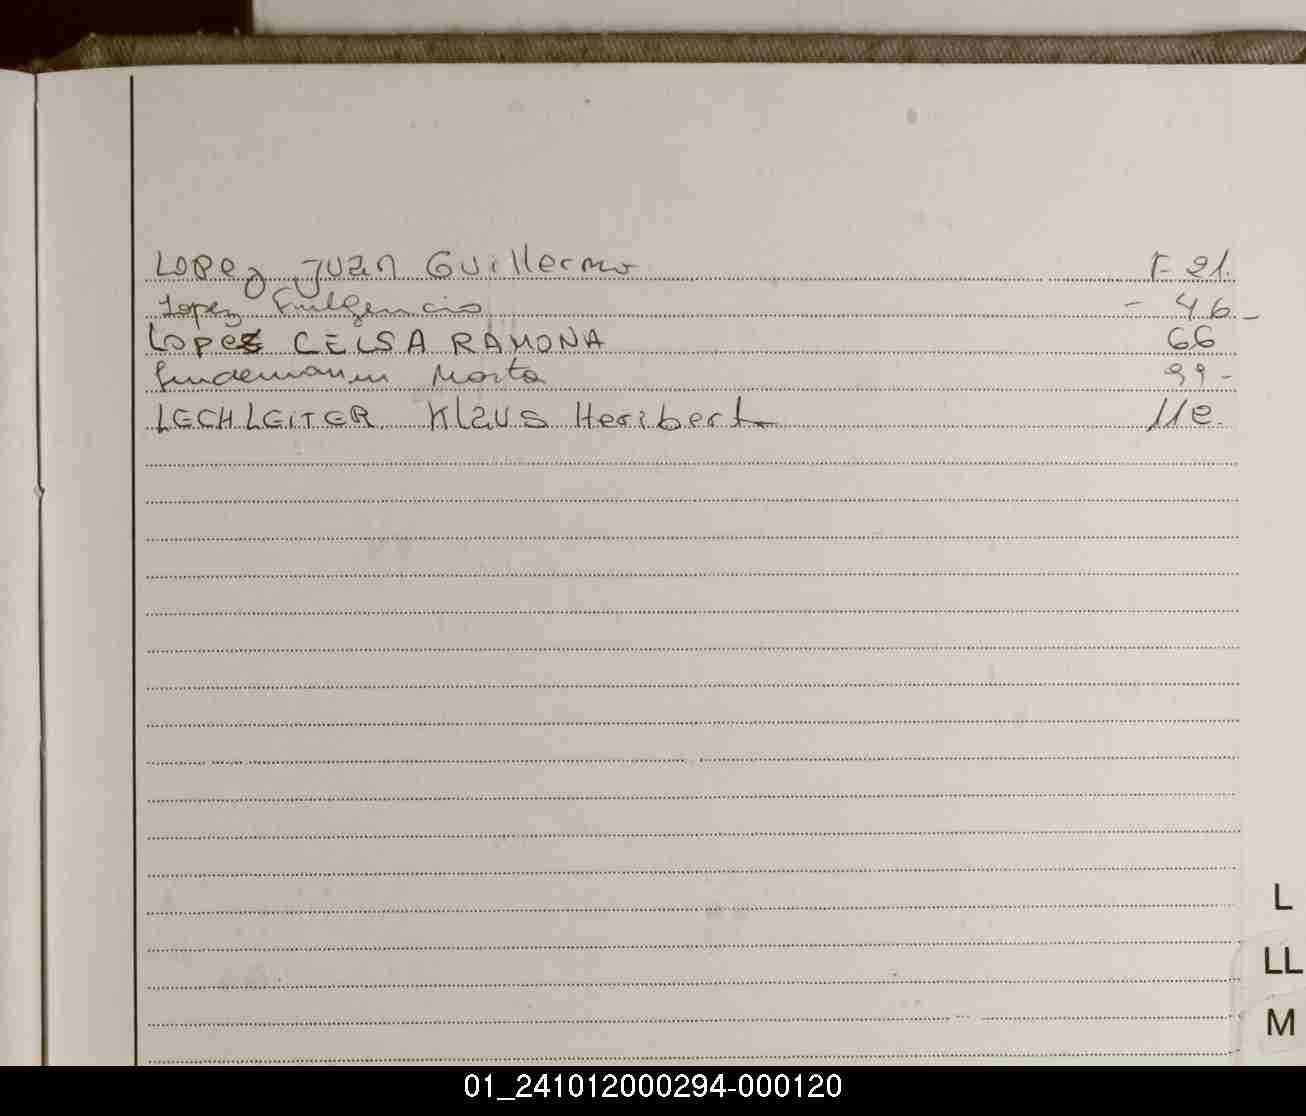 Lopez Juan Guillermo F 21.
Lopez Fulgencio - 46 -
Lopez CELSA RAMONA 66
Lindemann Marta 99 -
LECHLEITER Klaus Heribert 110.
L
LL
M
01_241012000294-000120